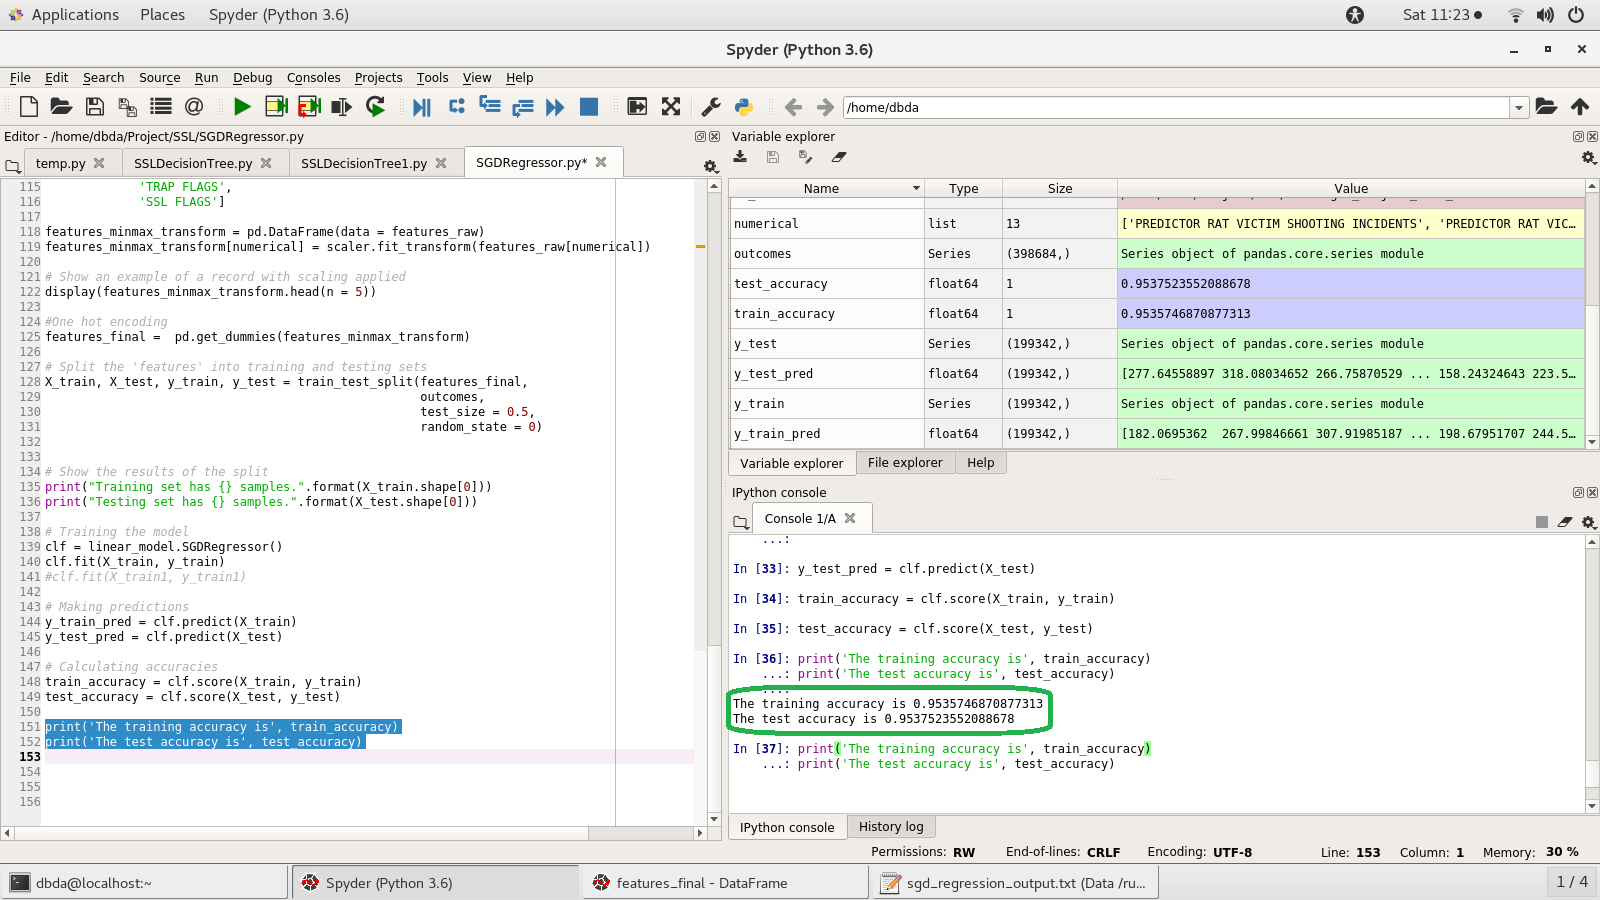 Applications Places Spyder (Python 3.6) Sat 11:23
Spyder (Python 3.6)
File Edit Search Source Run Debug Consoles Projects Tools View Help
/home/dbda
Editor - /home/dbda/Project/SSL/SGDRegressor.py
temp.py SSLDecisionTree.py SSLDecisionTree1.py SGDRegressor.py*
115 'TRAP FLAGS',
116 'SSL FLAGS']
117
118 features_minmax_transform = pd.DataFrame(data = features_raw)
119 features_minmax_transform[numerical] = scaler.fit_transform(features_raw[numerical])
120
121 # Show an example of a record with scaling applied
122 display(features_minmax_transform.head(n = 5))
123
124 #One hot encoding
125 features_final =  pd.get_dummies(features_minmax_transform)
126
127 # Split the 'features' into training and testing sets
128 X_train, X_test, y_train, y_test = train_test_split(features_final,
129 outcomes,
130 test_size = 0.5,
131 random_state = 0)
132
133
134 # Show the results of the split
135 print("Training set has {} samples.".format(X_train.shape[0]))
136 print("Testing set has {} samples.".format(X_test.shape[0]))
137
138 # Training the model
139 clf = linear_model.SGDRegressor()
140 clf.fit(X_train, y_train)
141 #clf.fit(X_train1, y_train1)
142
143 # Making predictions
144 y_train_pred = clf.predict(X_train)
145 y_test_pred = clf.predict(X_test)
146
147 # Calculating accuracies
148 train_accuracy = clf.score(X_train, y_train)
149 test_accuracy = clf.score(X_test, y_test)
150
151 print('The training accuracy is', train_accuracy)
152 print('The test accuracy is', test_accuracy)
153
154
155
156
Variable explorer
Name Type Size Value
numerical list 13 ['PREDICTOR RAT VICTIM SHOOTING INCIDENTS', 'PREDICTOR RAT VIC...
outcomes Series (398684,) Series object of pandas.core.series module
test_accuracy float64 1 0.9537523552088678
train_accuracy float64 1 0.9535746870877313
y_test Series (199342,) Series object of pandas.core.series module
y_test_pred float64 (199342,) [277.64558897 318.08034652 266.75870529 ... 158.24324643 223.5...
y_train Series (199342,) Series object of pandas.core.series module
y_train_pred float64 (199342,) [182.0695362  267.99846661 307.91985187 ... 198.67951707 244.5...
Variable explorer File explorer Help
IPython console
Console 1/A
...:
In [33]: y_test_pred = clf.predict(X_test)
In [34]: train_accuracy = clf.score(X_train, y_train)
In [35]: test_accuracy = clf.score(X_test, y_test)
In [36]: print('The training accuracy is', train_accuracy)
...: print('The test accuracy is', test_accuracy)
...:
The training accuracy is 0.9535746870877313
The test accuracy is 0.9537523552088678
In [37]: print('The training accuracy is', train_accuracy)
...: print('The test accuracy is', test_accuracy)
IPython console History log
Permissions: RW End-of-lines: CRLF Encoding: UTF-8 Line: 153 Column: 1 Memory: 30 %
dbda@localhost:~ Spyder (Python 3.6) features_final - DataFrame sgd_regression_output.txt (Data /ru... 1 / 4